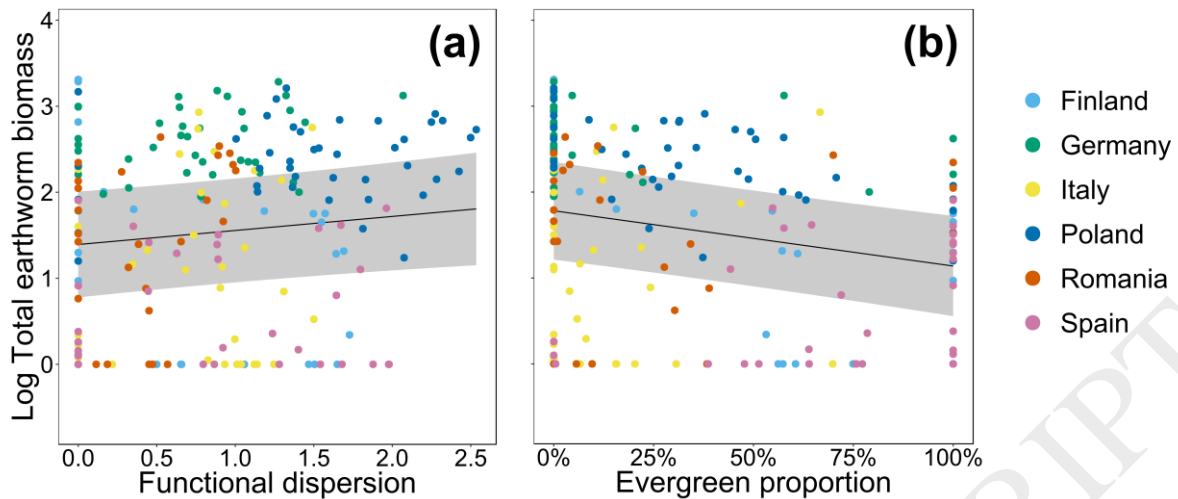 (a)
(b)
Log Total earthworm biomass
4
3
2
1
0
0.0 0.5 1.0 1.5 2.0 2.5
Functional dispersion
0% 25% 50% 75% 100%
Evergreen proportion
Finland
Germany
Italy
Poland
Romania
Spain
RIPT